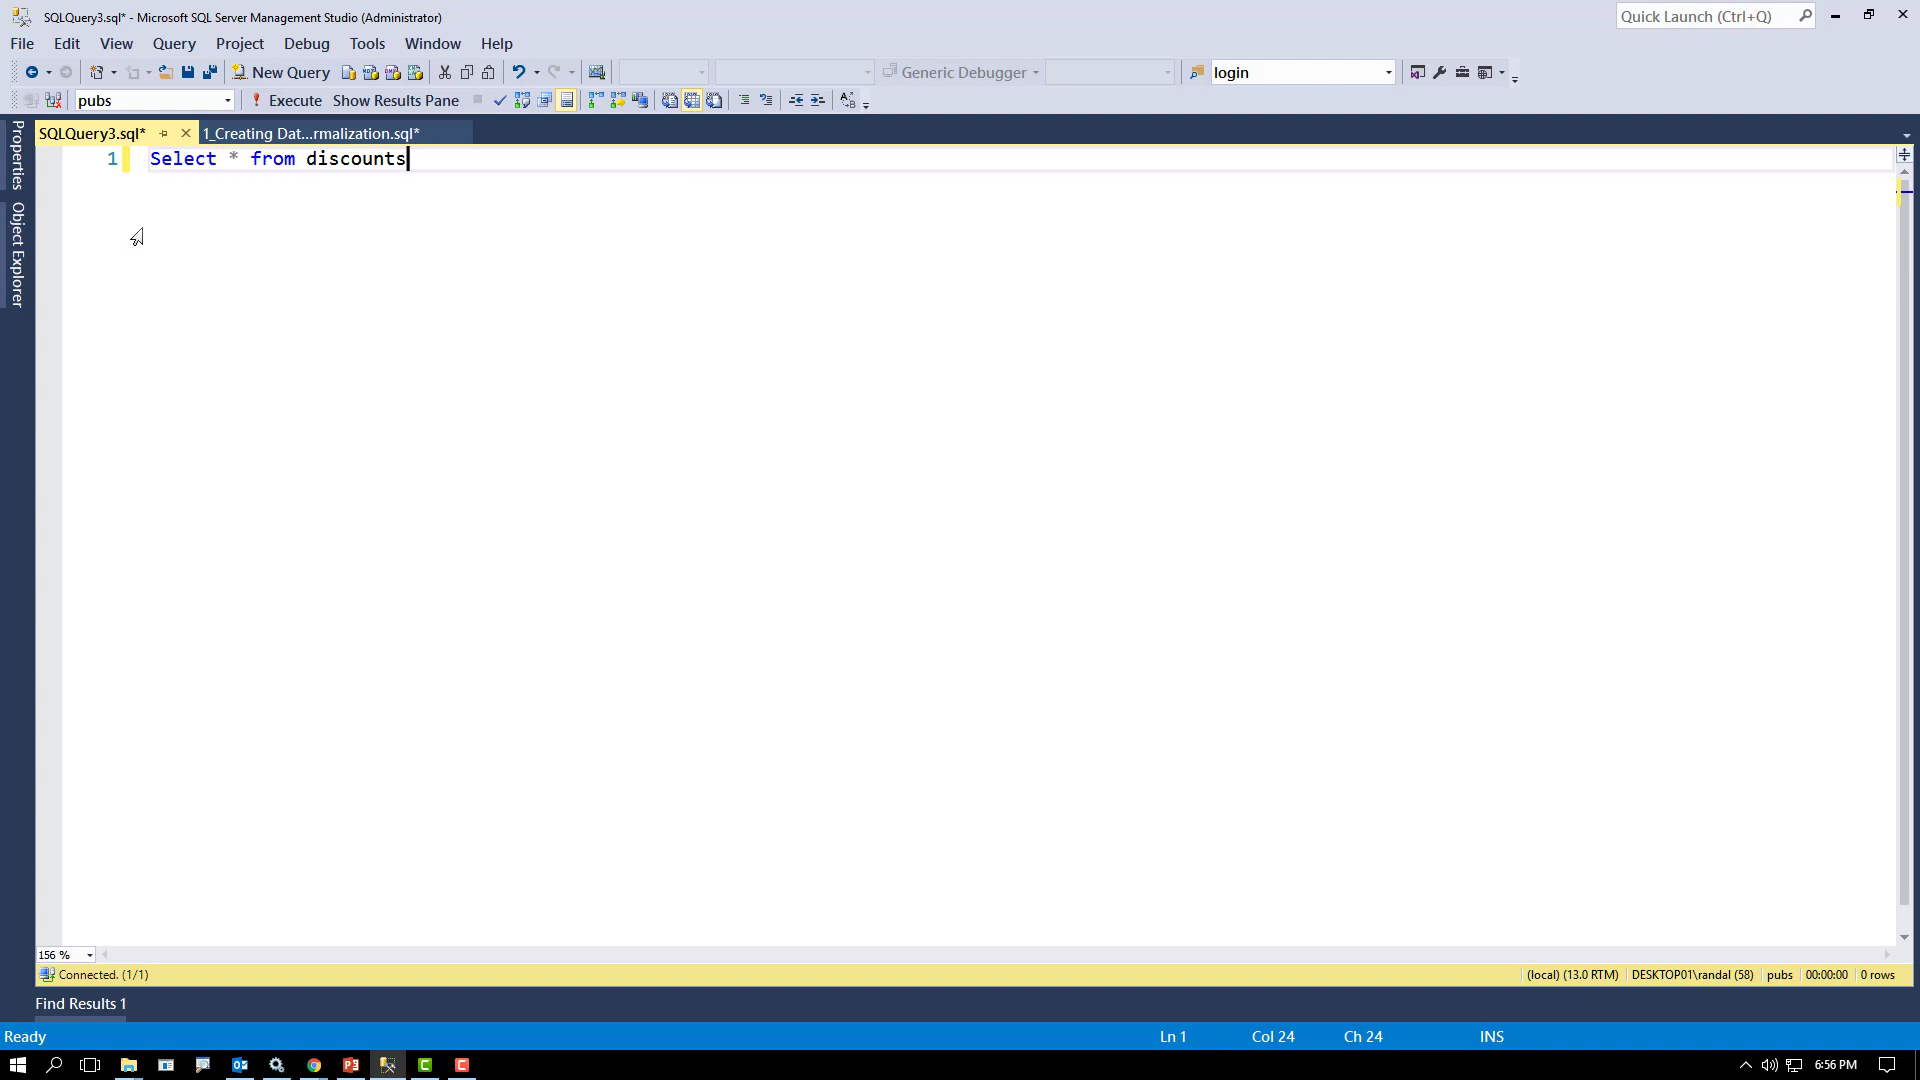 SQLQuery3.sql* - Microsoft SQL Server Management Studio (Administrator)
Quick Launch (Ctrl+Q)
File Edit View Query Project Debug Tools Window Help
New Query
Generic Debugger
login
pubs
Execute Show Results Pane
SQLQuery3.sql*
1_Creating Dat...rmalization.sql*
Properties
Object Explorer
1 Select * from discounts
156 %
Connected. (1/1)
(local) (13.0 RTM) DESKTOP01\randal (58) pubs 00:00:00 0 rows
Find Results 1
Ready Ln 1 Col 24 Ch 24 INS
6:56 PM